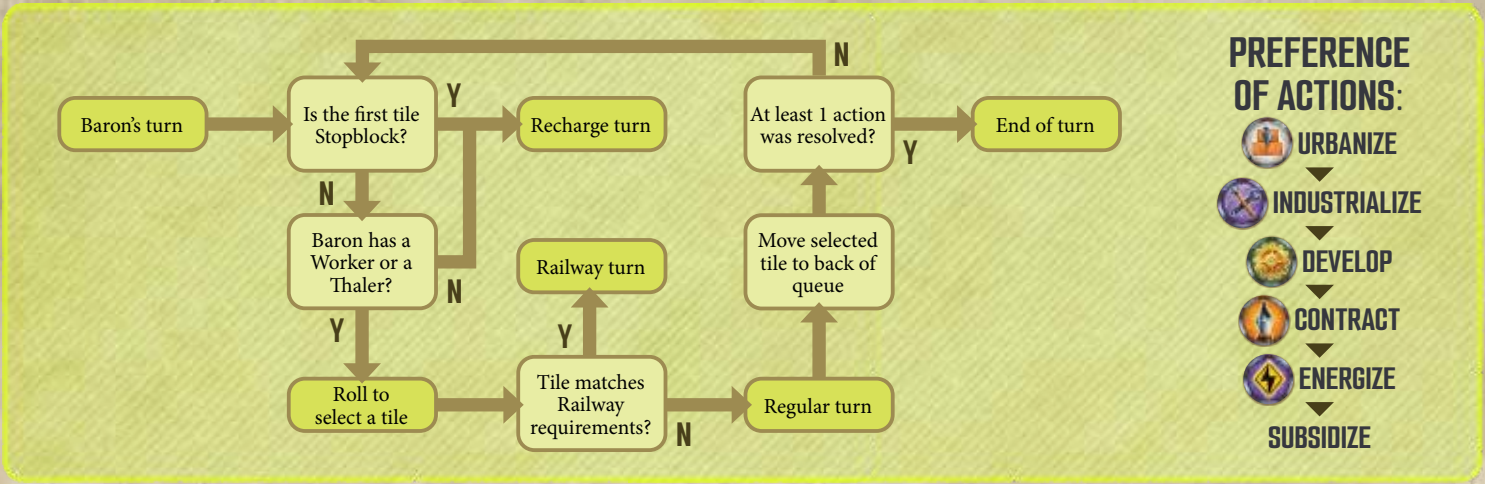 Baron's turn
Is the first tile
Stopblock?
Y
N
Recharge turn
Baron has a
Worker or a
Thaler?
N
Y
Roll to
select a tile
Tile matches
Railway
requirements?
Y
Railway turn
N
Regular turn
Move selected
tile to back of
queue
At least 1 action
was resolved?
N
Y
End of turn
PREFERENCE
OF ACTIONS:
URBANIZE
INDUSTRIALIZE
DEVELOP
CONTRACT
ENERGIZE
SUBSIDIZE